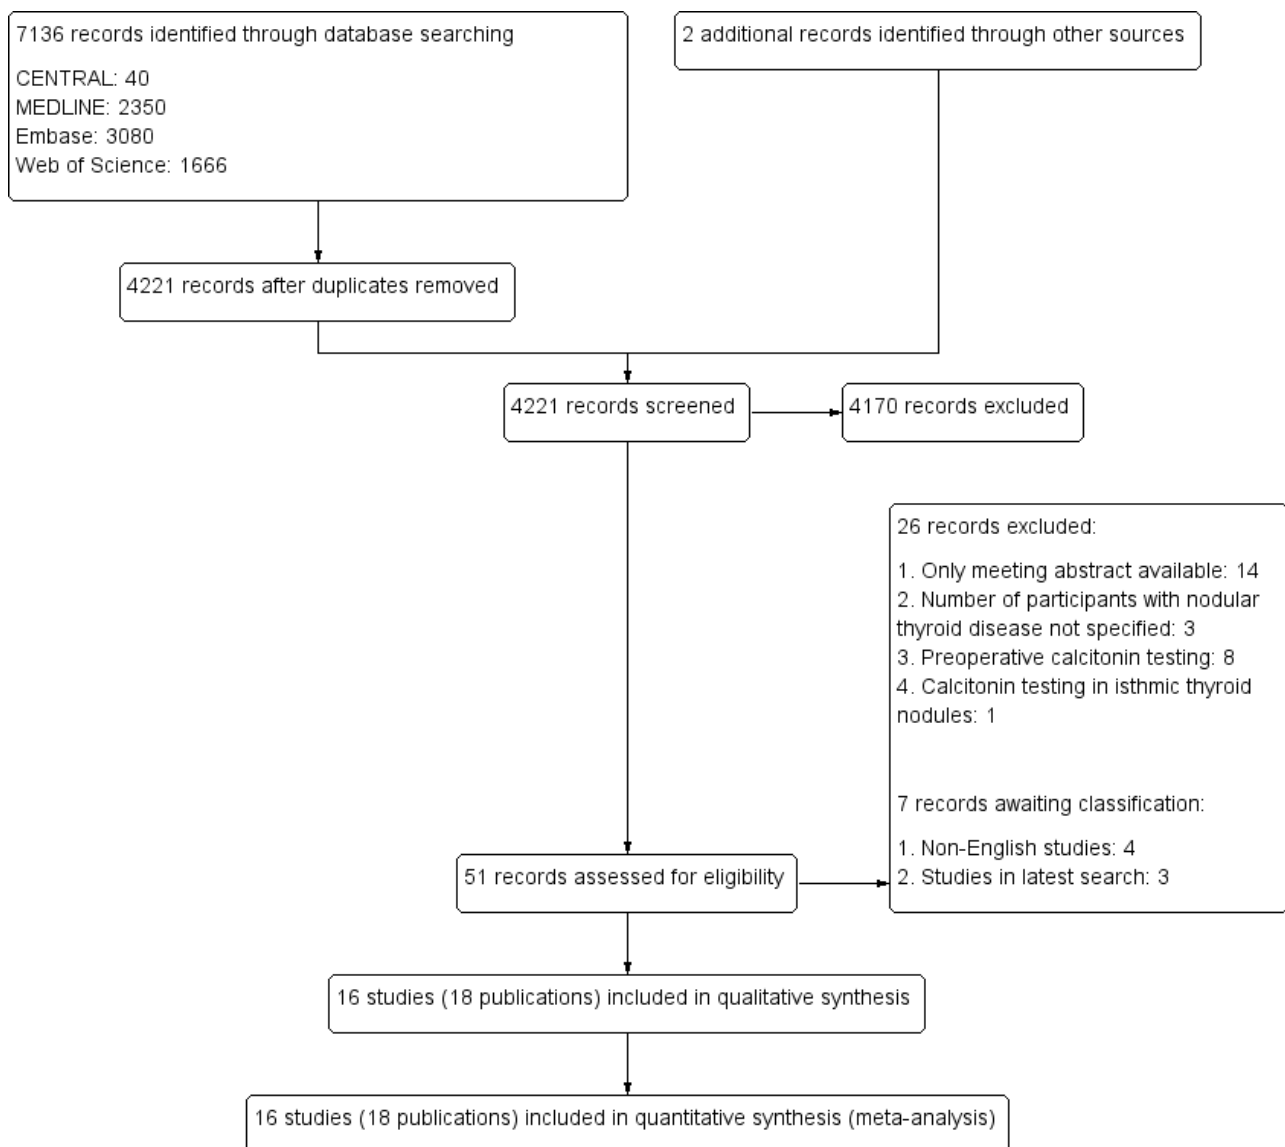 7136 records identified through database searching
CENTRAL: 40
MEDLINE: 2350
Embase: 3080
Web of Science: 1666
2 additional records identified through other sources
4221 records after duplicates removed
4221 records screened
4170 records excluded
26 records excluded:
1. Only meeting abstract available: 14
2. Number of participants with nodular
thyroid disease not specified: 3
3. Preoperative calcitonin testing: 8
4. Calcitonin testing in isthmic thyroid
nodules: 1
7 records awaiting classification:
1. Non-English studies: 4
2. Studies in latest search: 3
51 records assessed for eligibility
16 studies (18 publications) included in qualitative synthesis
16 studies (18 publications) included in quantitative synthesis (meta-analysis)